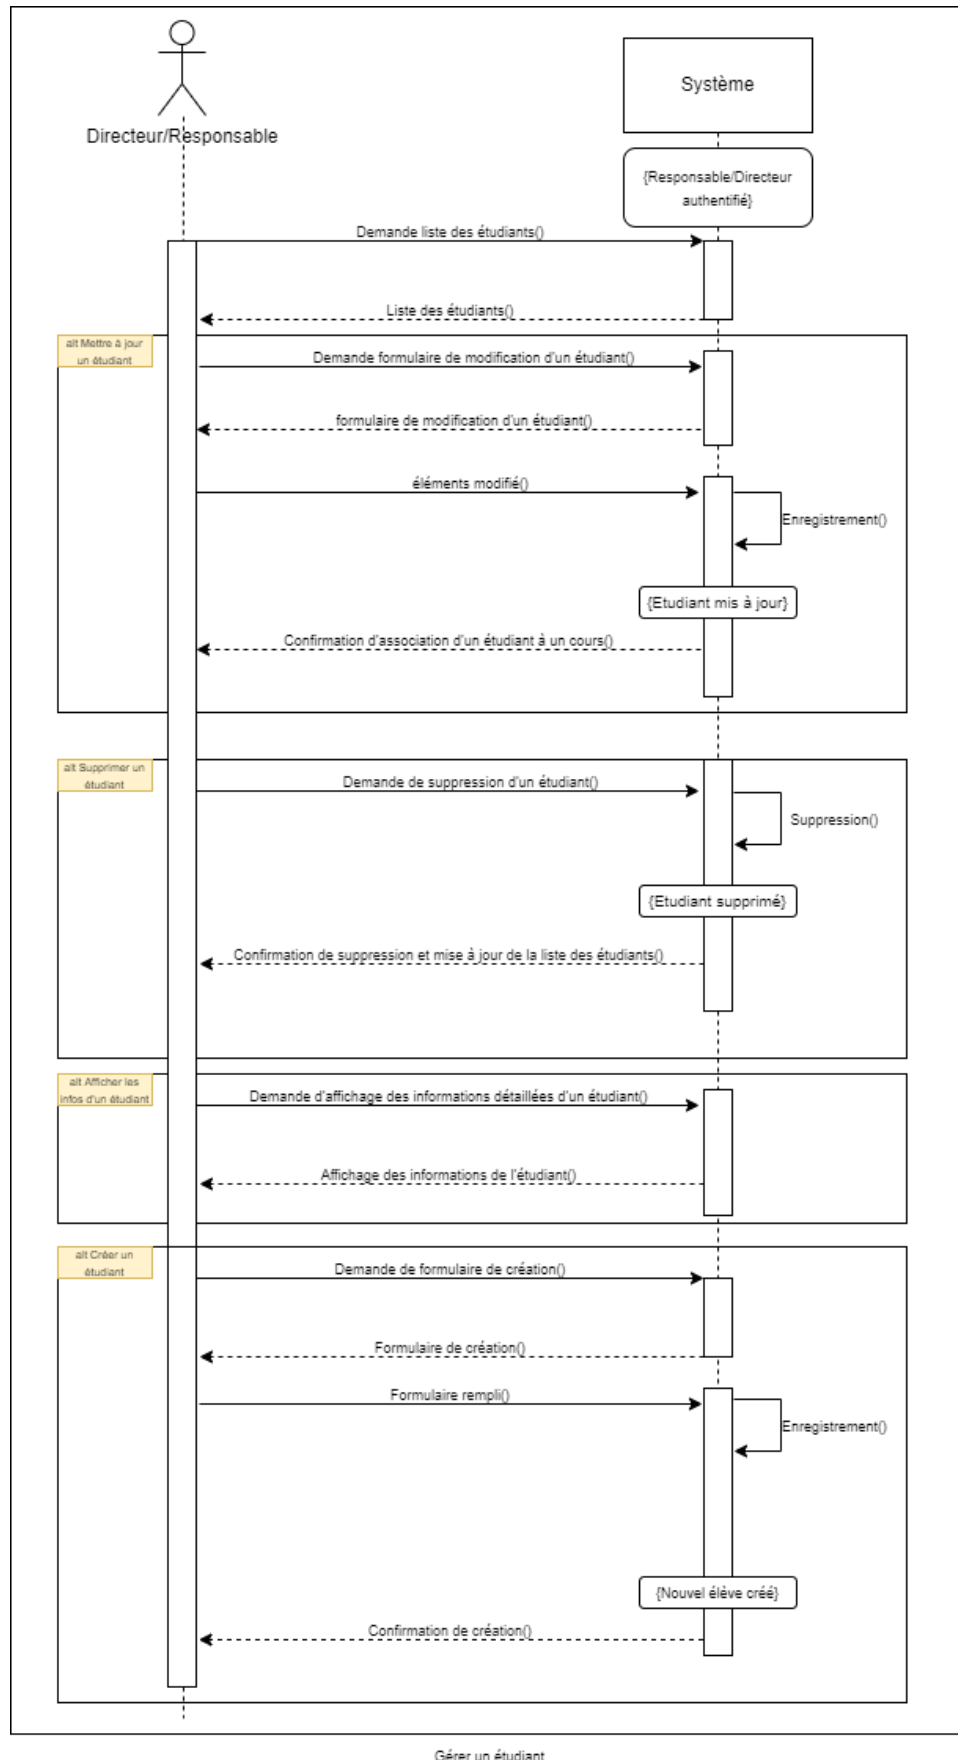 Système
Directeur/Responsable
{Responsable/Directeur
authentifié}
Demande liste des étudiants()
Liste des étudiants()
alt Mettre à jour
un étudiant
Demande formulaire de modification d'un étudiant()
formulaire de modification d'un étudiant()
éléments modifié()
Enregistrement()
{Etudiant mis à jour}
Confirmation d'association d'un étudiant à un cours()
alt Supprimer un
étudiant
Demande de suppression d'un étudiant()
Suppression()
{Etudiant supprimé}
Confirmation de suppression et mise à jour de la liste des étudiants()
alt Afficher les
infos d'un étudiant
Demande d'affichage des informations détaillées d'un étudiant()
Affichage des informations de l'étudiant()
alt Créer un
étudiant
Demande de formulaire de création()
Formulaire de création()
Formulaire rempli()
Enregistrement()
{Nouvel élève créé}
Confirmation de création()
Gérer un étudiant